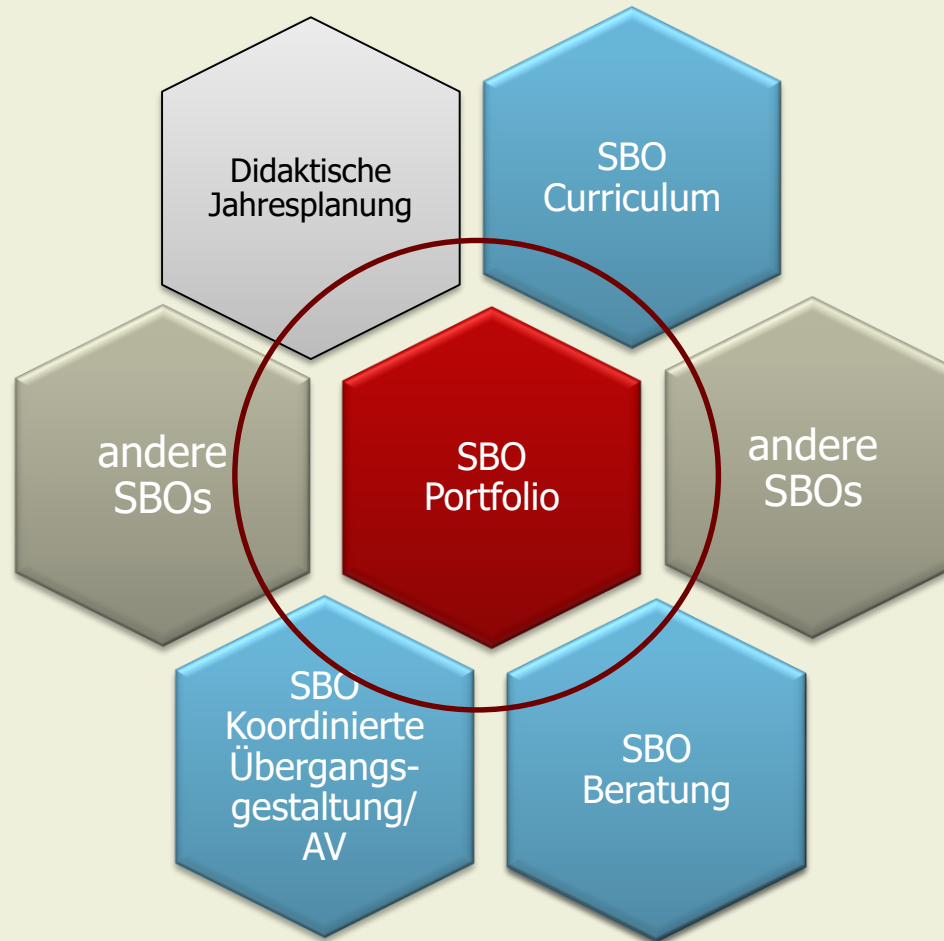 Didaktische
Jahresplanung
SBO
Curriculum
andere
SBOs
SBO
Portfolio
andere
SBOs
SBO
Koordinierte
Übergangs-
gestaltung/
AV
SBO
Beratung